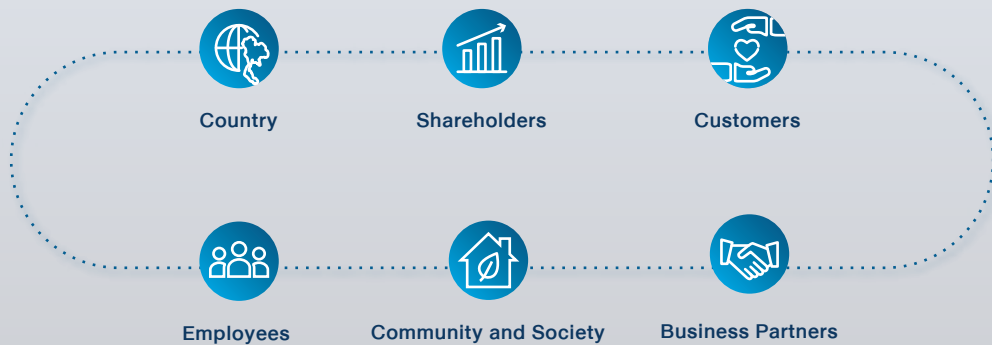 Country
Shareholders
Customers
Employees
Community and Society
Business Partners